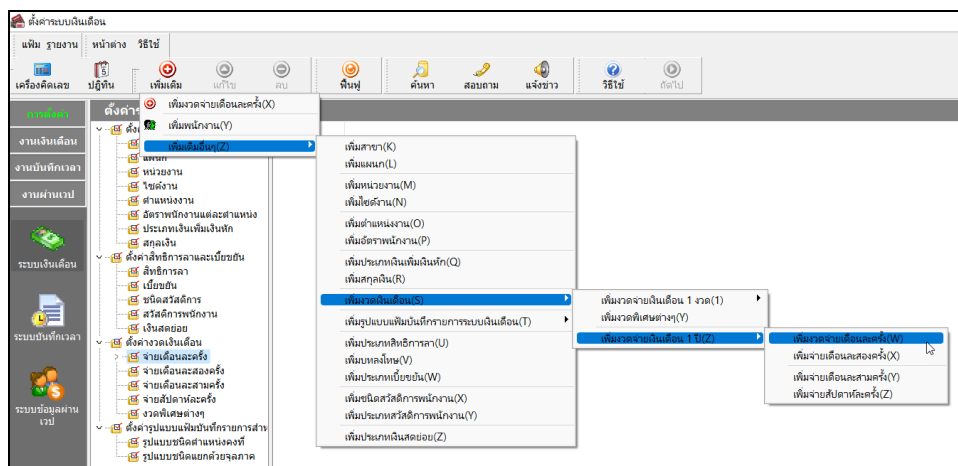 ตั้งค่าระบบเงินเดือน
แฟ้ม รายงาน หน้าต่าง วิธีใช้
เครื่องคิดเลข ปฏิทิน เพิ่มเติม แก้ไข ลบ ฟื้นฟู ค้นหา สอบถาม แจ้งข่าว วิธีใช้ ถัดไป
การตั้งค่า
งานเงินเดือน
งานบันทึกเวลา
งานผ่านเวป
ระบบเงินเดือน
ระบบบันทึกเวลา
ระบบข้อมูลผ่าน
เวป
เพิ่มงวดจ่ายเดือนละครั้ง(X)
เพิ่มพนักงาน(Y)
เพิ่มเติมอื่นๆ(Z)
แผนก
หน่วยงาน
ไซด์งาน
ตำแหน่งงาน
อัตราพนักงานแต่ละตำแหน่ง
ประเภทเงินเพิ่มเงินหัก
สกุลเงิน
ตั้งค่าสิทธิการลาและเบี้ยขยัน
สิทธิการลา
เบี้ยขยัน
ชนิดสวัสดิการ
สวัสดิการพนักงาน
เงินสดย่อย
ตั้งค่างวดเงินเดือน
จ่ายเดือนละครั้ง
จ่ายเดือนละสองครั้ง
จ่ายเดือนละสามครั้ง
จ่ายสัปดาห์ละครั้ง
งวดพิเศษต่างๆ
ตั้งค่ารูปแบบแฟ้มบันทึกรายการสำห
รูปแบบชนิดตำแหน่งคงที่
รูปแบบชนิดแยกด้วยจุลภาค
เพิ่มสาขา(K)
เพิ่มแผนก(L)
เพิ่มหน่วยงาน(M)
เพิ่มไซด์งาน(N)
เพิ่มตำแหน่งงาน(O)
เพิ่มอัตราพนักงาน(P)
เพิ่มประเภทเงินเพิ่มเงินหัก(Q)
เพิ่มสกุลเงิน(R)
เพิ่มงวดเงินเดือน(S)
เพิ่มรูปแบบแฟ้มบันทึกรายการระบบเงินเดือน(T)
เพิ่มประเภทสิทธิการลา(U)
เพิ่มบทลงโทษ(V)
เพิ่มประเภทเบี้ยขยัน(W)
เพิ่มชนิดสวัสดิการพนักงาน(X)
เพิ่มประเภทสวัสดิการพนักงาน(Y)
เพิ่มประเภทเงินสดย่อย(Z)
เพิ่มงวดจ่ายเงินเดือน 1 งวด(1)
เพิ่มงวดพิเศษต่างๆ(Y)
เพิ่มงวดจ่ายเงินเดือน 1 ปี(Z)
เพิ่มงวดจ่ายเดือนละครั้ง(W)
เพิ่มจ่ายเดือนละสองครั้ง(X)
เพิ่มจ่ายเดือนละสามครั้ง(Y)
เพิ่มจ่ายสัปดาห์ละครั้ง(Z)